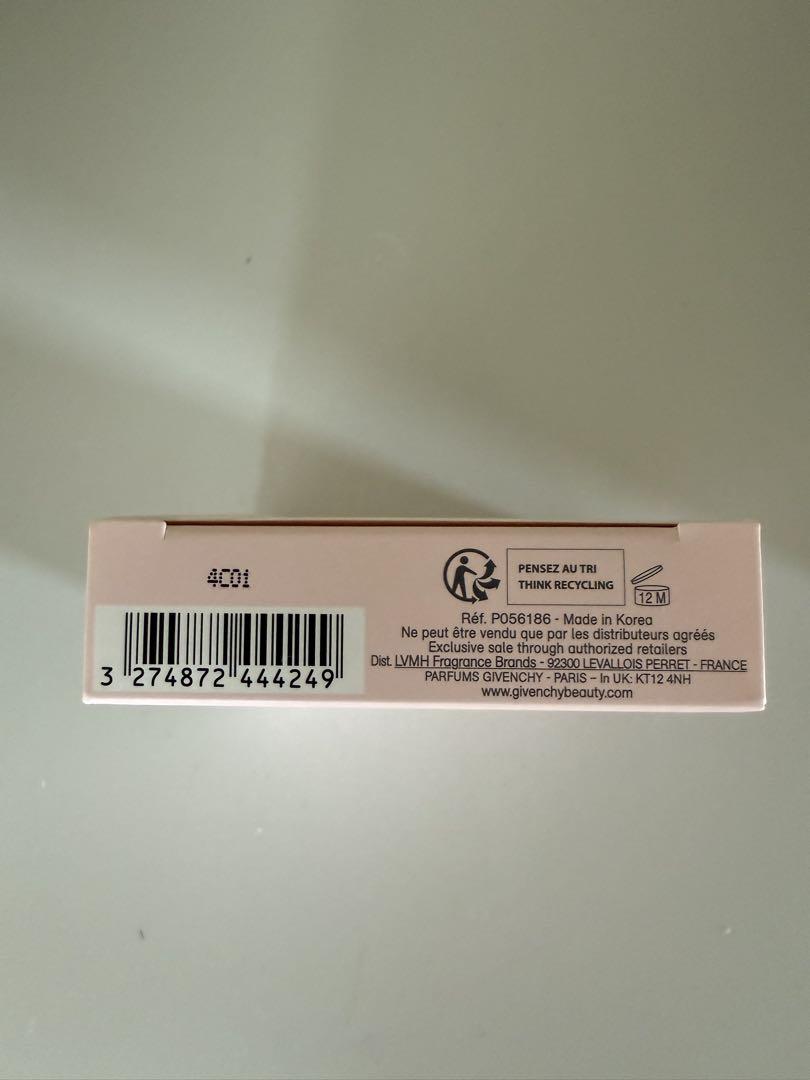 4C01
3 274872 444249
PENSEZ AU TRI
THINK RECYCLING
12 M
Réf. P056186 - Made in Korea
Ne peut être vendu que par les distributeurs agréés
Exclusive sale through authorized retailers
Dist. LVMH Fragrance Brands - 92300 LEVALLOIS PERRET - FRANCE
PARFUMS GIVENCHY - PARIS – In UK: KT12 4NH
www.givenchybeauty.com